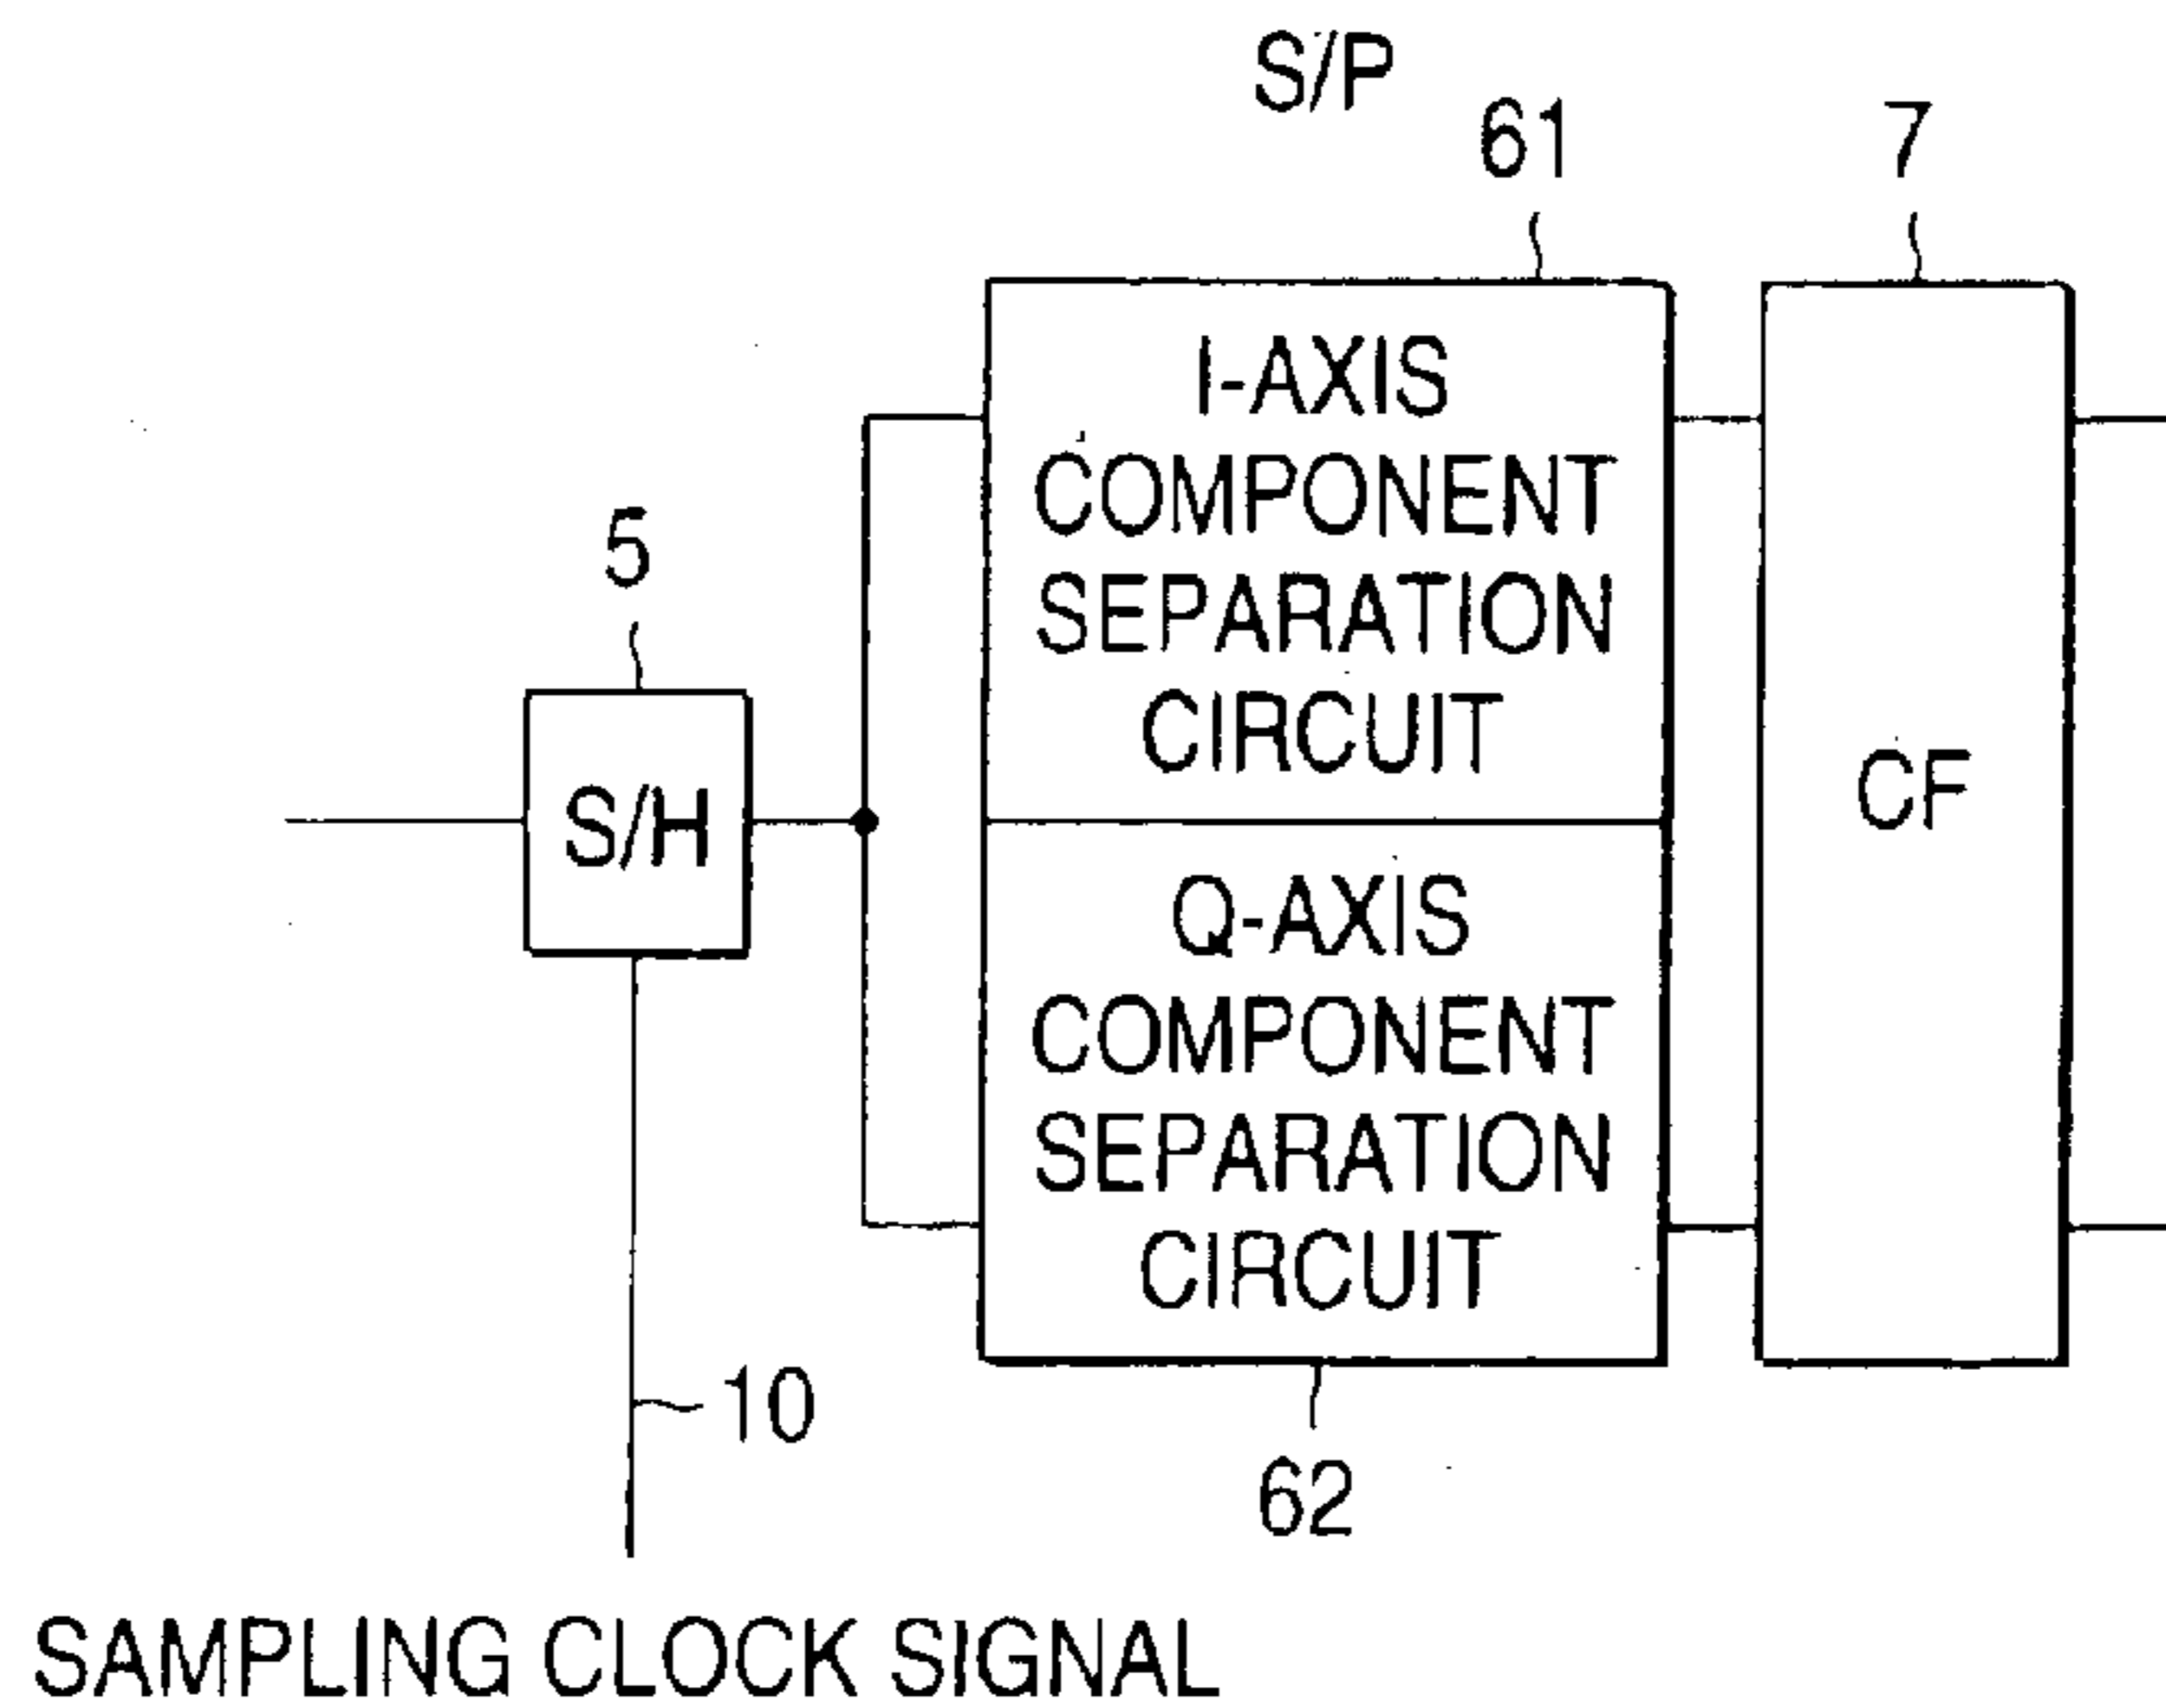 S/P
61
7
I-AXIS
COMPONENT
SEPARATION
CIRCUIT
5
S/H
CF
Q-AXIS
COMPONENT
SEPARATION
CIRCUIT
10
62
SAMPLING CLOCK SIGNAL